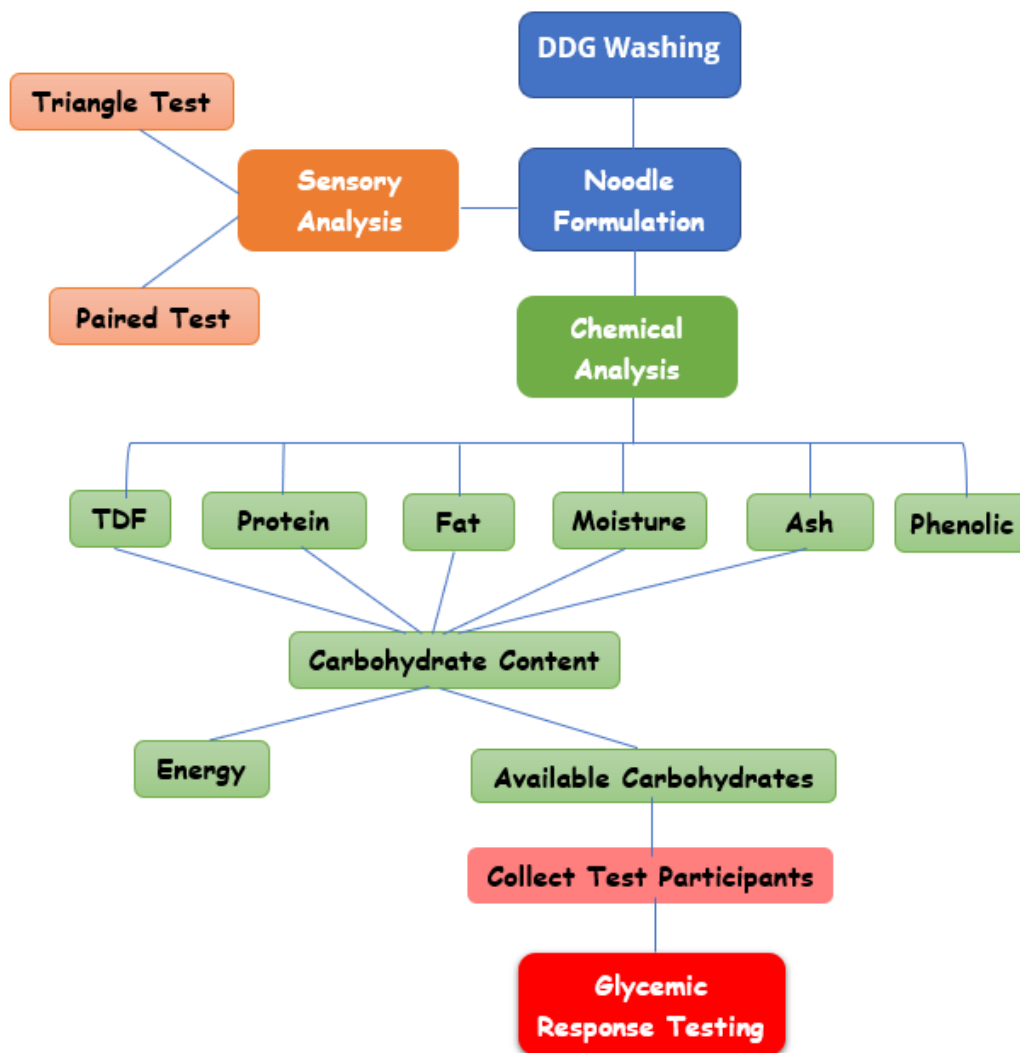 DDG Washing
Triangle Test
Sensory
Analysis
Noodle
Formulation
Paired Test
Chemical
Analysis
TDF
Protein
Fat
Moisture
Ash
Phenolic
Carbohydrate Content
Energy
Available Carbohydrates
Collect Test Participants
Glycemic
Response Testing